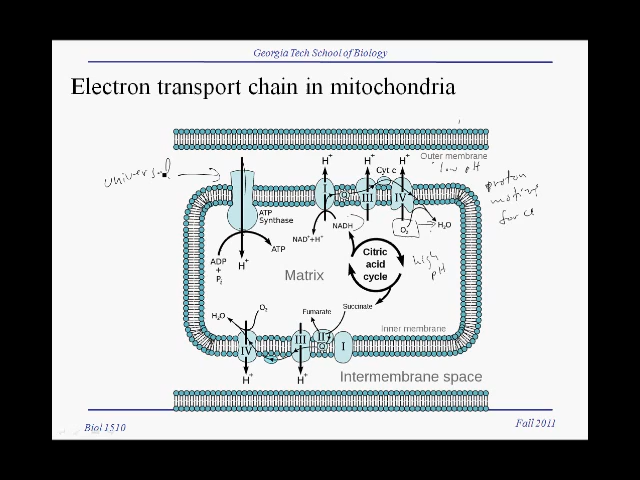 Georgia Tech School of Biology
Electron transport chain in mitochondria
Outer membrane
low pH
universal
proton
motive
force
H+ H+ H+
Cyt c
I III IV
ATP
Synthase
NADH
NAD++H+
O2
H2O
ATP
ADP
+
Pi
H+
Citric
acid
cycle
high
pH
Matrix
H2O
O2
Fumarate
Succinate
Inner membrane
IV III II I
H+ H+
Intermembrane space
Biol 1510
Fall 2011